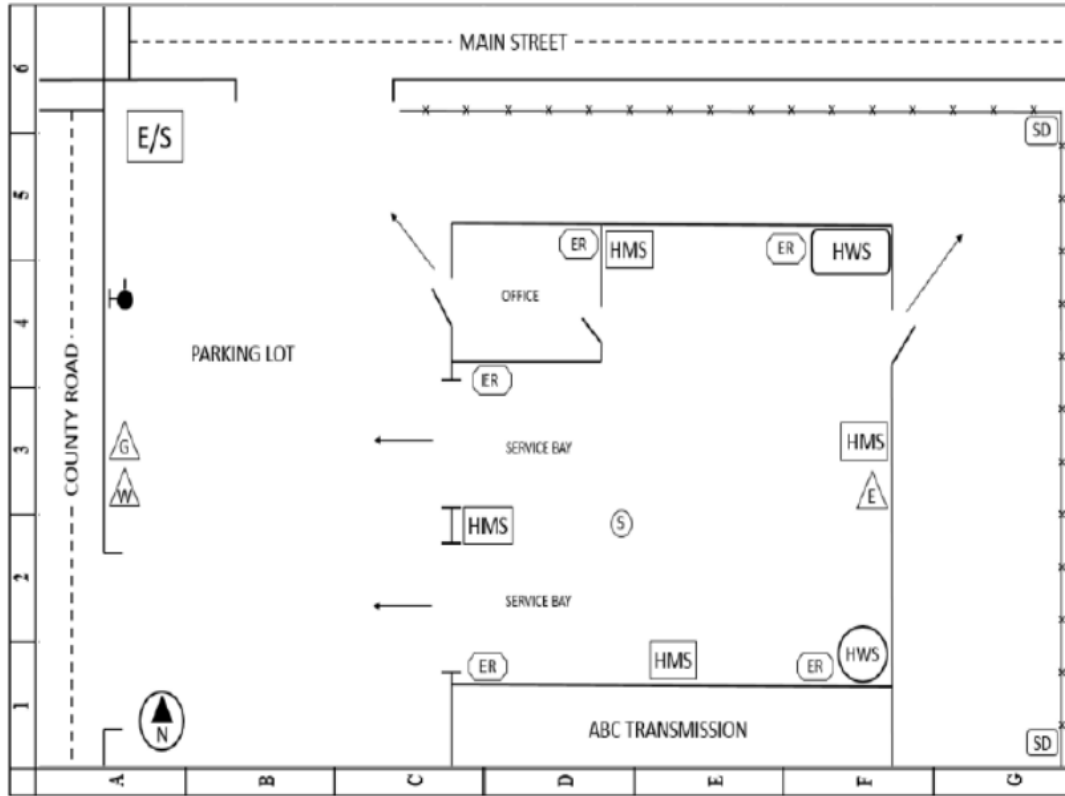 MAIN STREET
6
E/S
SD
5
ER
HMS
ER
HWS
OFFICE
4
PARKING LOT
ER
COUNTY ROAD
G
3
SERVICE BAY
HMS
W
E
HMS
S
2
SERVICE BAY
ER
HMS
ER
HWS
N
1
ABC TRANSMISSION
SD
A
B
C
D
E
F
G